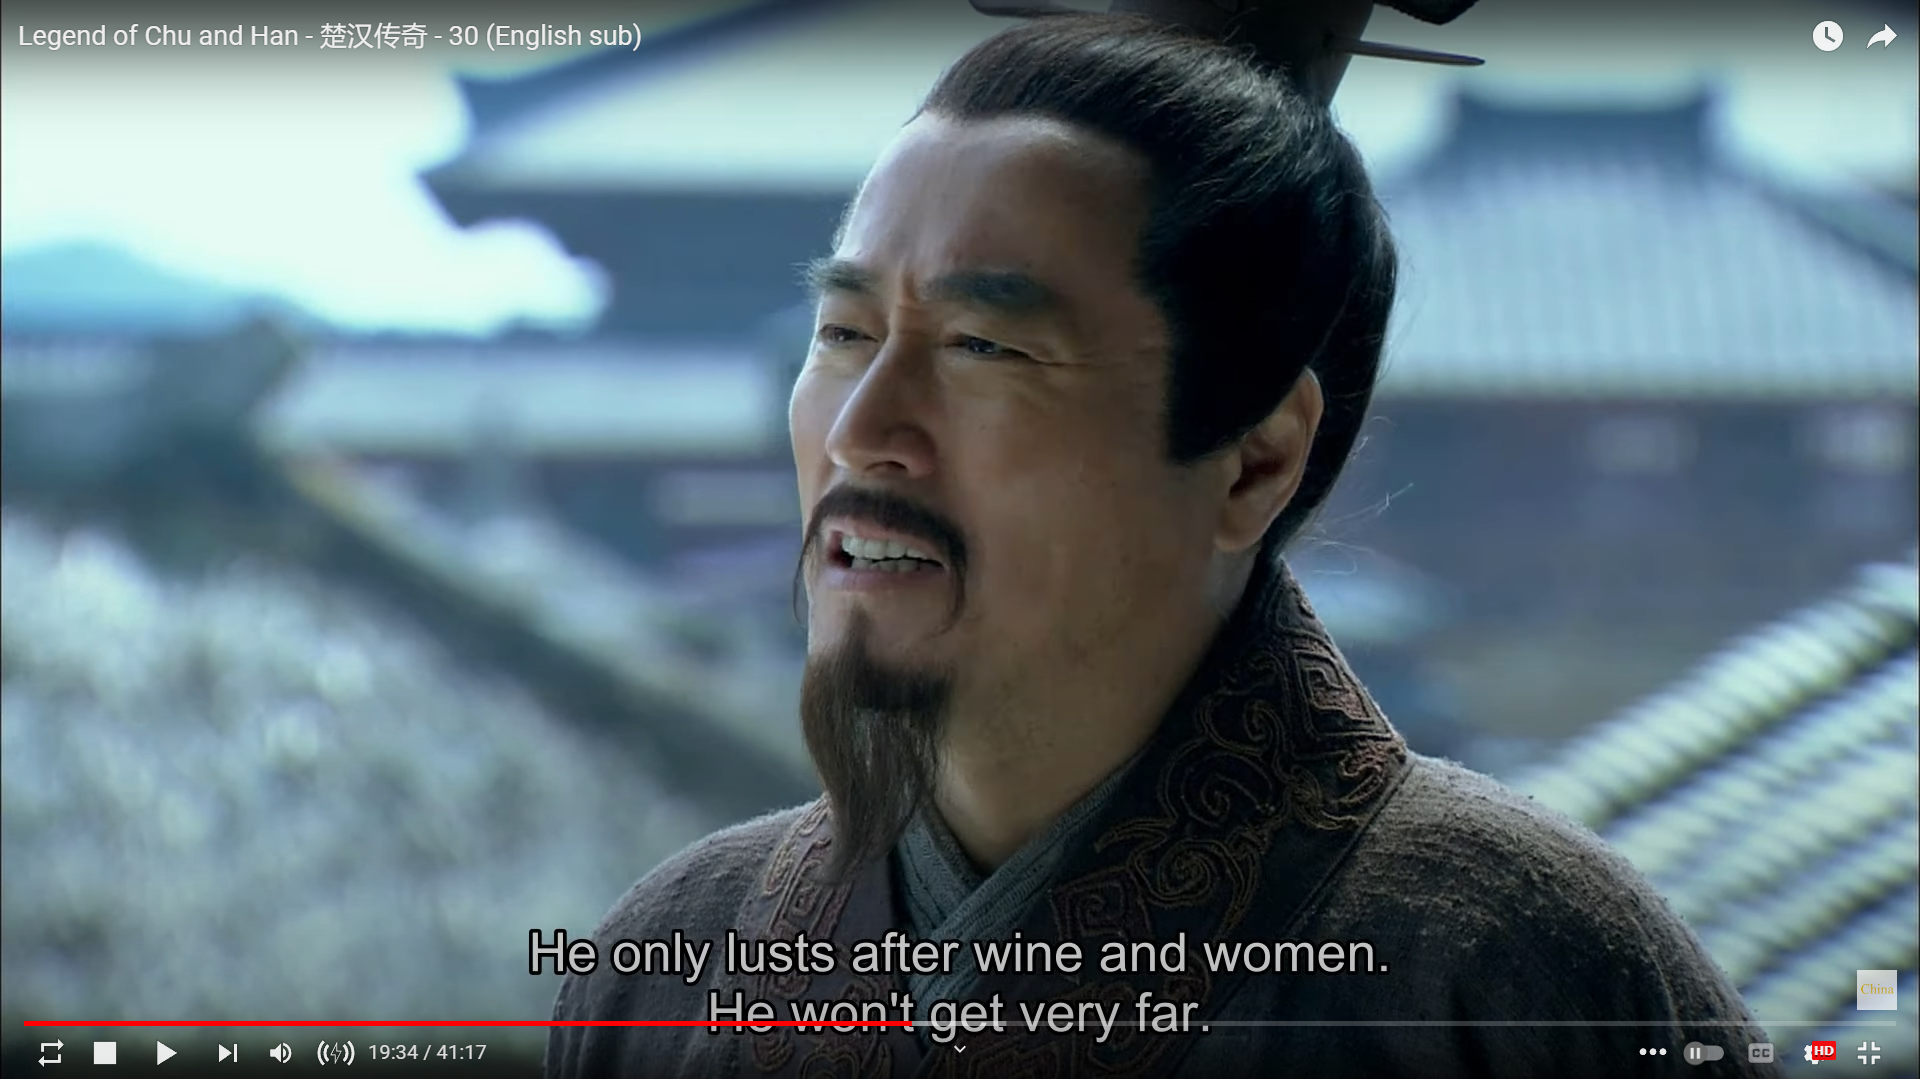 Legend of Chu and Han - 楚汉传奇 - 30 (English sub)
He only lusts after wine and women.
He won't get very far.
China
19:34 / 41:17
CC
HD